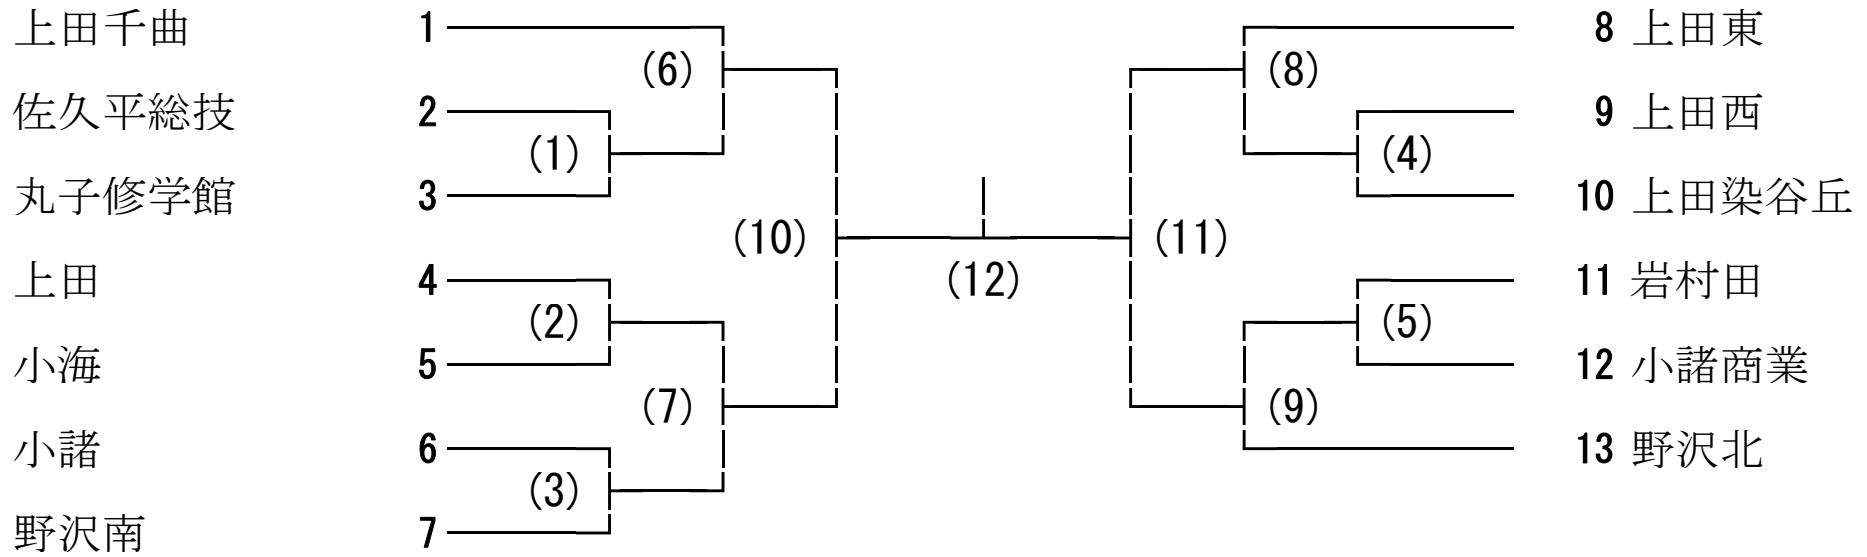 上田千曲 1
(6)
佐久平総技 2
(1)
丸子修学館 3
(10)
上田 4
(2)
小海 5
(7)
小諸 6
(3)
野沢南 7
(12)
8 上田東
(8)
9 上田西
(4)
10 上田染谷丘
(11)
11 岩村田
(5)
12 小諸商業
(9)
13 野沢北